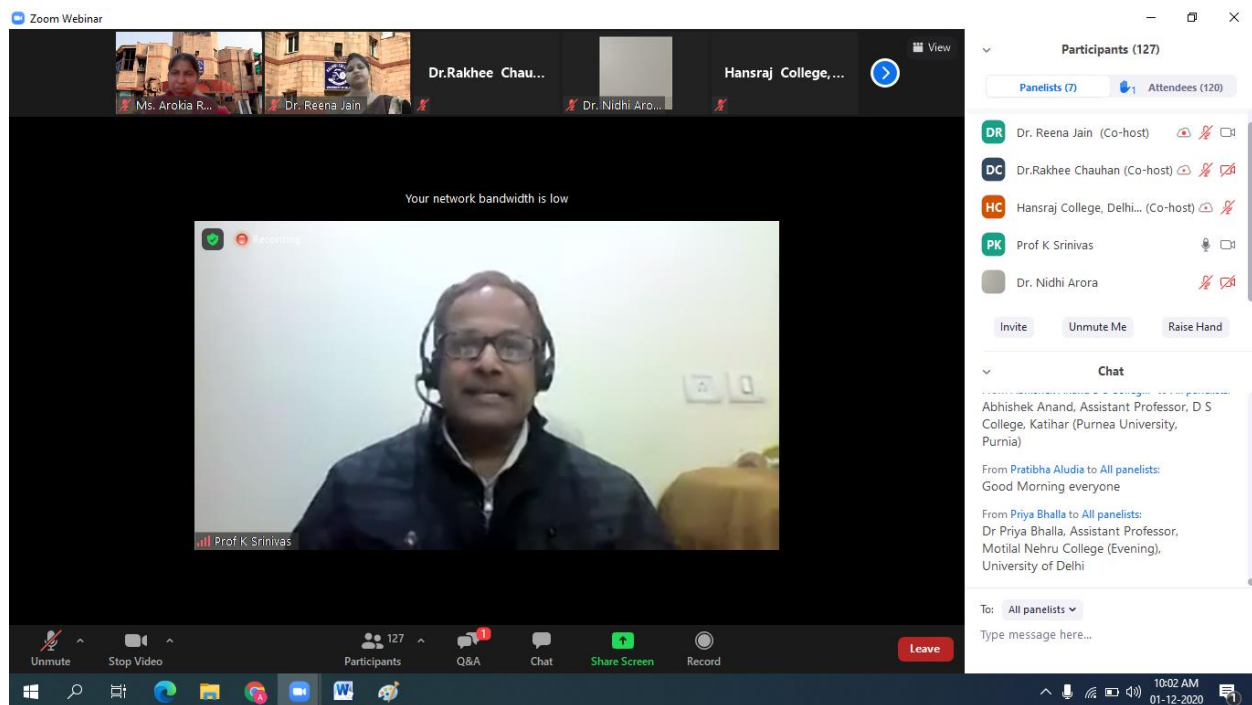 Zoom Webinar
Ms. Arokia R...
Dr. Reena Jain
Dr.Rakhee Chau...
Dr. Nidhi Aro...
Hansraj College,...
View
Your network bandwidth is low
Recording
Prof K Srinivas
Participants (127)
Panelists (7)
1
Attendees (120)
DR Dr. Reena Jain (Co-host)
DC Dr.Rakhee Chauhan (Co-host)
HC Hansraj College, Delhi... (Co-host)
PK Prof K Srinivas
Dr. Nidhi Arora
Invite Unmute Me Raise Hand
Chat
Abhishek Anand, Assistant Professor, D S
College, Katihar (Purnea University,
Purnia)
From Pratibha Aludia to All panelists:
Good Morning everyone
From Priya Bhalla to All panelists:
Dr Priya Bhalla, Assistant Professor,
Motilal Nehru College (Evening),
University of Delhi
To: All panelists
Type message here...
Unmute
Stop Video
127
Participants
1
Q&A
Chat
Share Screen
Record
Leave
W
10:02 AM
01-12-2020
1